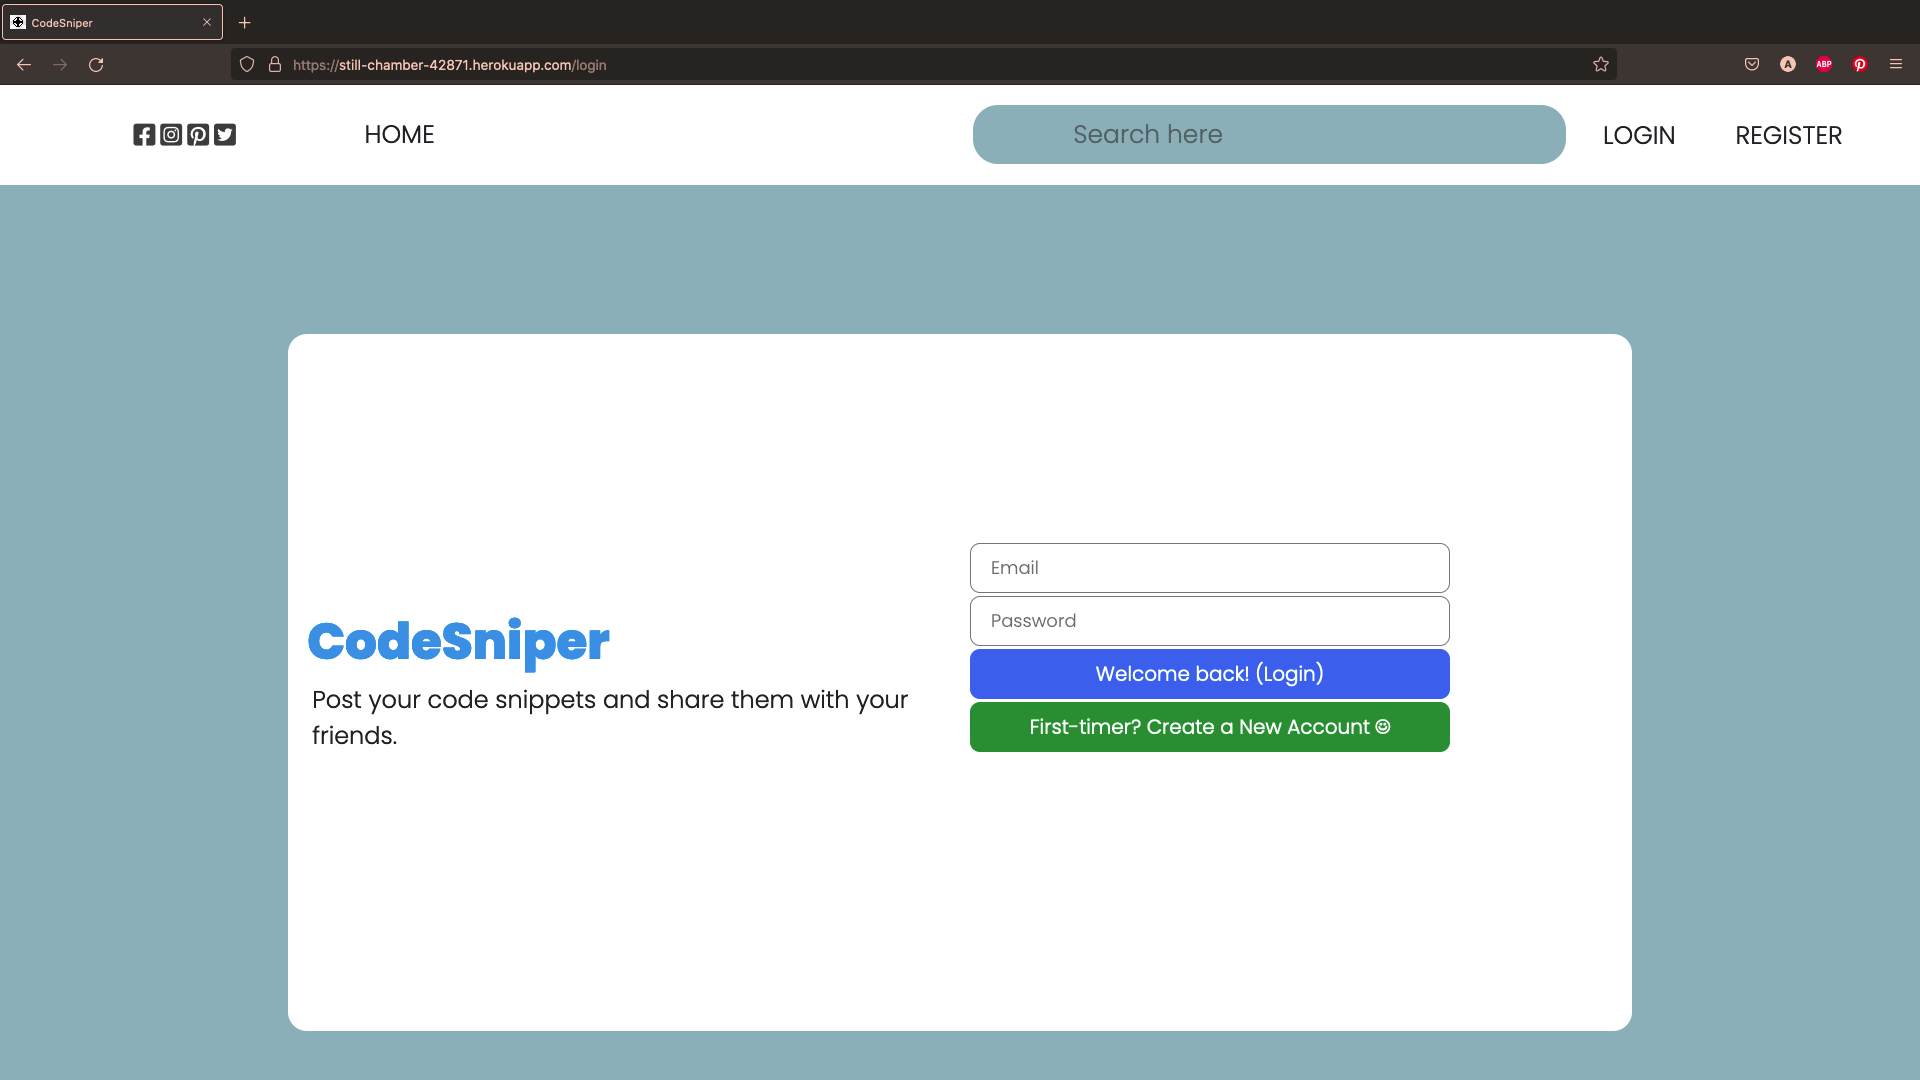 CodeSniper
https://still-chamber-42871.herokuapp.com/login
A
ABP
HOME
Search here
LOGIN
REGISTER
CodeSniper
Post your code snippets and share them with your
friends.
Email
Password
Welcome back! (Login)
First-timer? Create a New Account